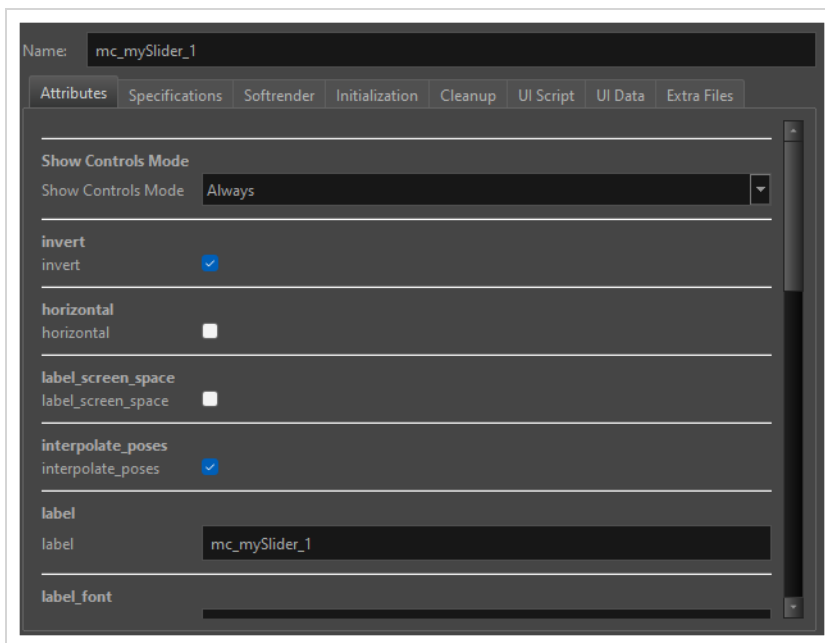 Name: mc_mySlider_1
Attributes Specifications Softrender Initialization Cleanup UI Script UI Data Extra Files
Show Controls Mode
Show Controls Mode Always
invert
invert
horizontal
horizontal
label_screen_space
label_screen_space
interpolate_poses
interpolate_poses
label
label mc_mySlider_1
label_font